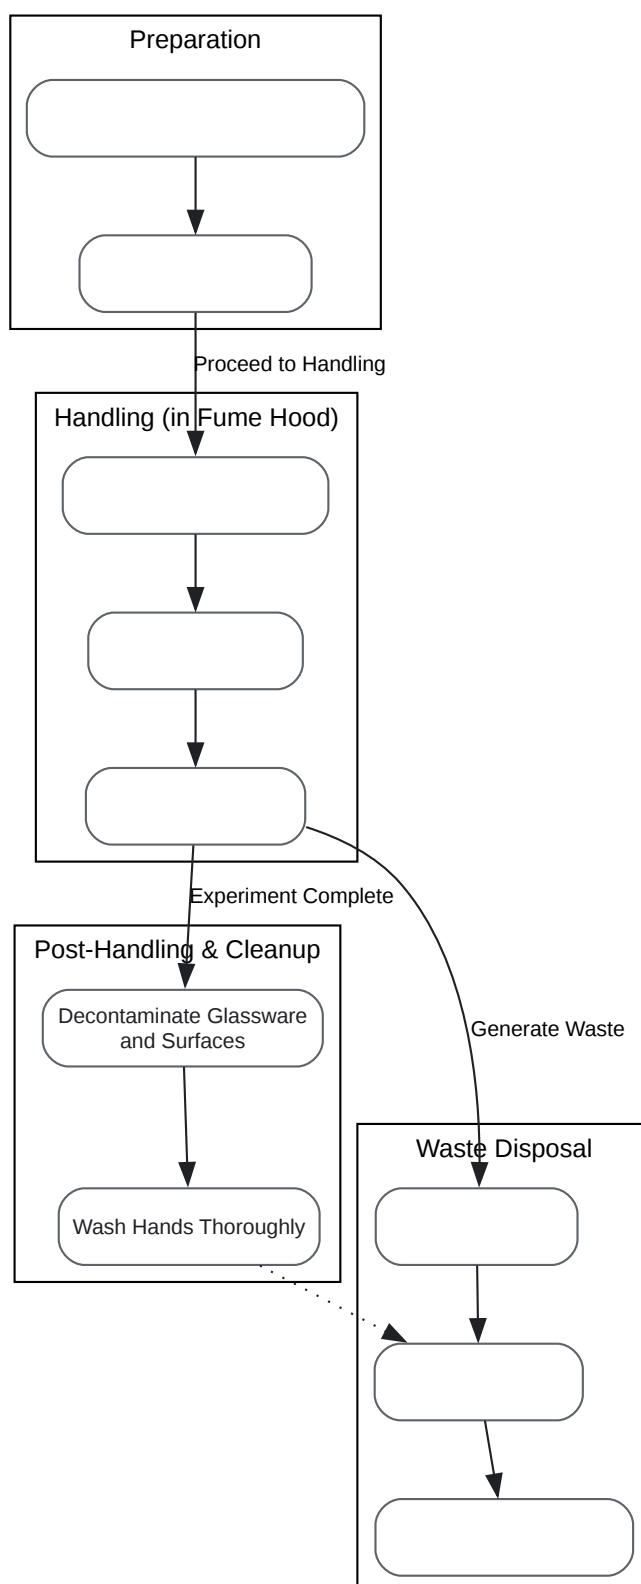 Preparation
Proceed to Handling
Handling (in Fume Hood)
Experiment Complete
Post-Handling & Cleanup
Decontaminate Glassware
and Surfaces
Generate Waste
Waste Disposal
Wash Hands Thoroughly